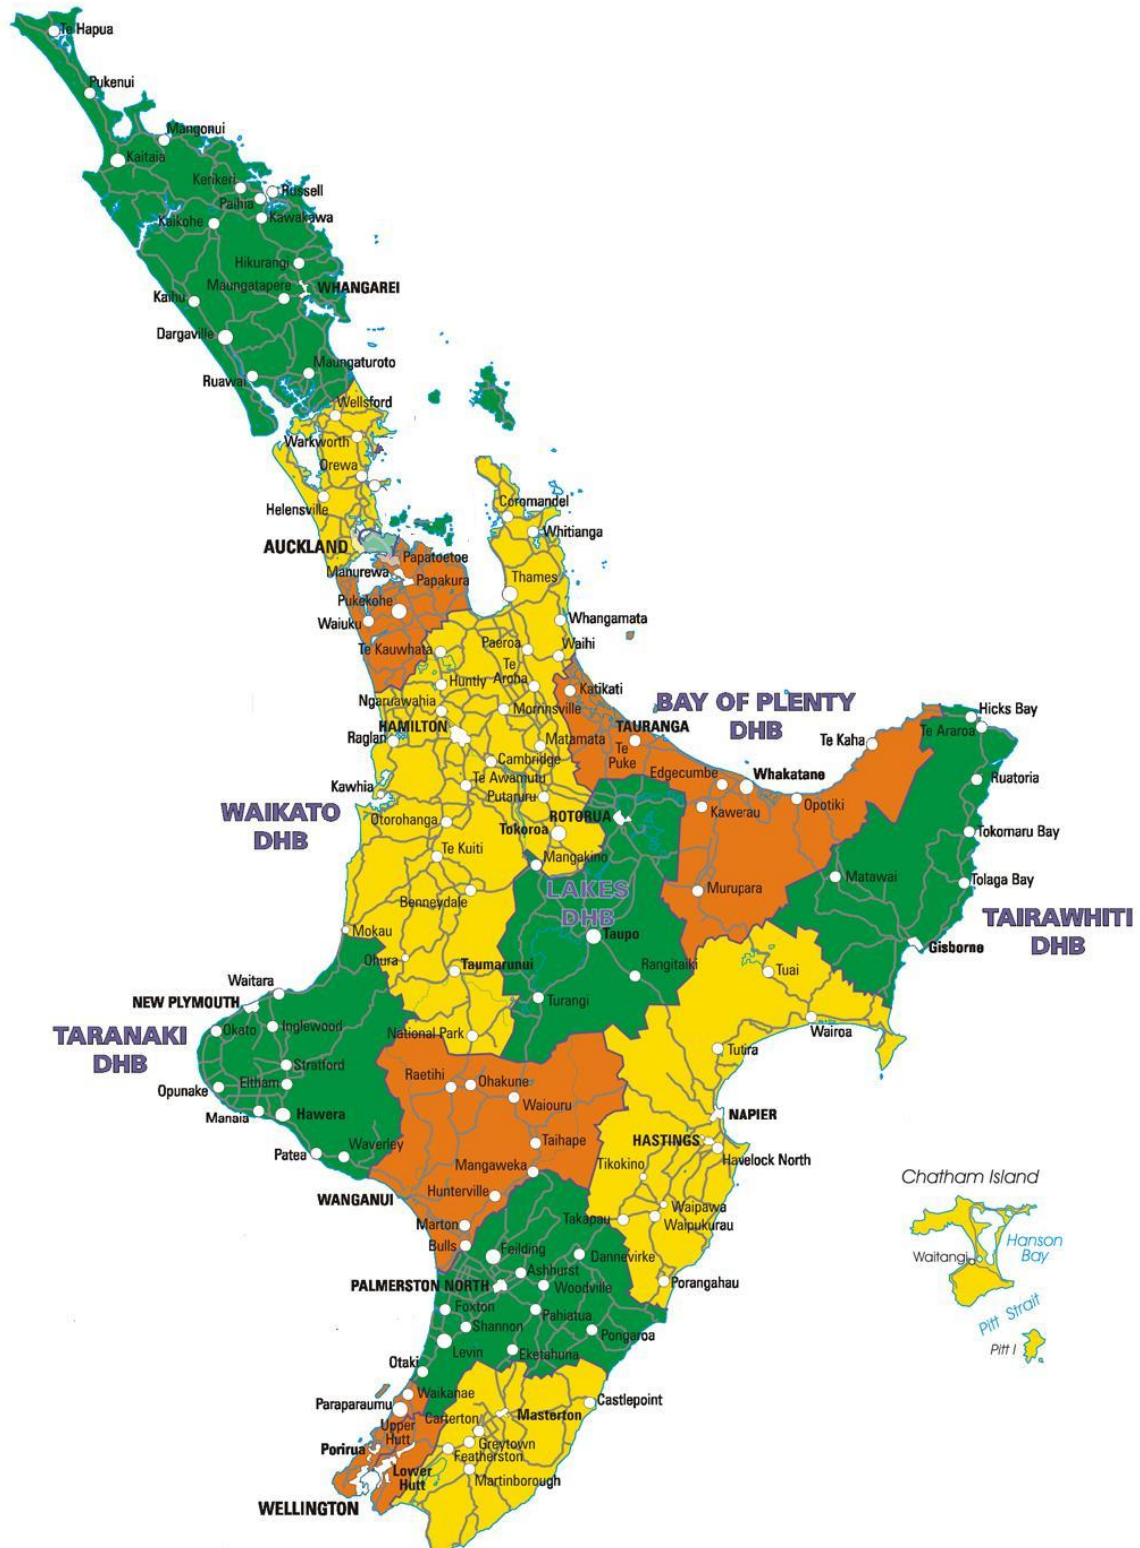 Te Hapua
Pukenui
Mangonui
Kaitaia
Kerikeri
Russell
Paihia
Kaikohe
Kawakawa
Hikurangi
Maungatapere
WHANGAREI
Kaihu
Dargaville
Maungaturoto
Ruawai
Wellsford
Warkworth
Orewa
Helensville
Coromandel
Whitianga
AUCKLAND
Papatoetoe
Manurewa
Papakura
Thames
Pukekohe
Waiuku
Whangamata
Te Kauwhata
Paeroa
Waihi
Te
Aroha
Huntly
Katikati
Ngaruawahia
Morrinsville
BAY OF PLENTY
DHB
HAMILTON
TAURANGA
Hicks Bay
Raglan
Matamata
Te
Puke
Te Kaha
Te Araroa
Cambridge
Edgecumbe
Whakatane
Te Awamutu
Ruatoria
Kawhia
Putaruru
Opotiki
Kawerau
WAIKATO
DHB
Otorohanga
ROTORUA
Tokoroa
Tokomaru Bay
Te Kuiti
Mangakino
Matawai
Tolaga Bay
LAKES
DHB
Murupara
Benneydale
TAIRAWHITI
DHB
Mokau
Taupo
Gisborne
Ohura
Taumarunui
Rangitaiki
Tuai
Waitara
NEW PLYMOUTH
Turangi
TARANAKI
DHB
Okato
Inglewood
National Park
Wairoa
Tutira
Stratford
Eltham
Raetihi
Ohakune
Opunake
Waiouru
Manaia
Hawera
NAPIER
Taihape
HASTINGS
Patea
Waverley
Mangaweka
Tikokino
Havelock North
WANGANUI
Hunterville
Chatham Island
Marton
Takapau
Waipawa
Waipukurau
Bulls
Feilding
Dannevirke
Hanson
Bay
Waitangi
Ashhurst
PALMERSTON NORTH
Woodville
Porangahau
Foxton
Pahiatua
Pitt Strait
Shannon
Pongaroa
Pitt I
Levin
Eketahuna
Otaki
Waikanae
Paraparaumu
Castlepoint
Carterton
Masterton
Upper
Hutt
Greytown
Porirua
Featherston
Lower
Hutt
Martinborough
WELLINGTON